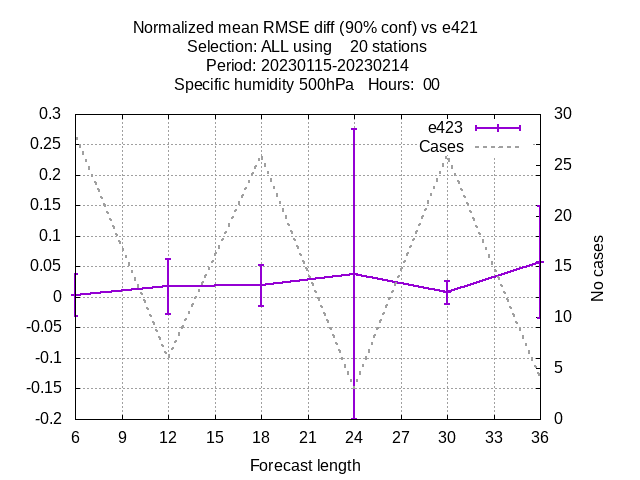 Normalized mean RMSE diff (90% conf) vs e421
Selection: ALL using    20 stations
Period: 20230115-20230214
Specific humidity 500hPa   Hours:  00
e423
Cases
0.3
0.25
0.2
0.15
0.1
0.05
0
-0.05
-0.1
-0.15
-0.2
30
25
20
15
10
5
0
No cases
6 9 12 15 18 21 24 27 30 33 36
Forecast length